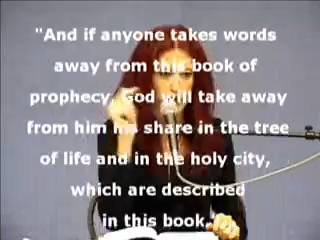 "And if anyone takes words
away from this book of
prophecy, God will take away
from him his share in the tree
of life and in the holy city,
which are described
in this book."